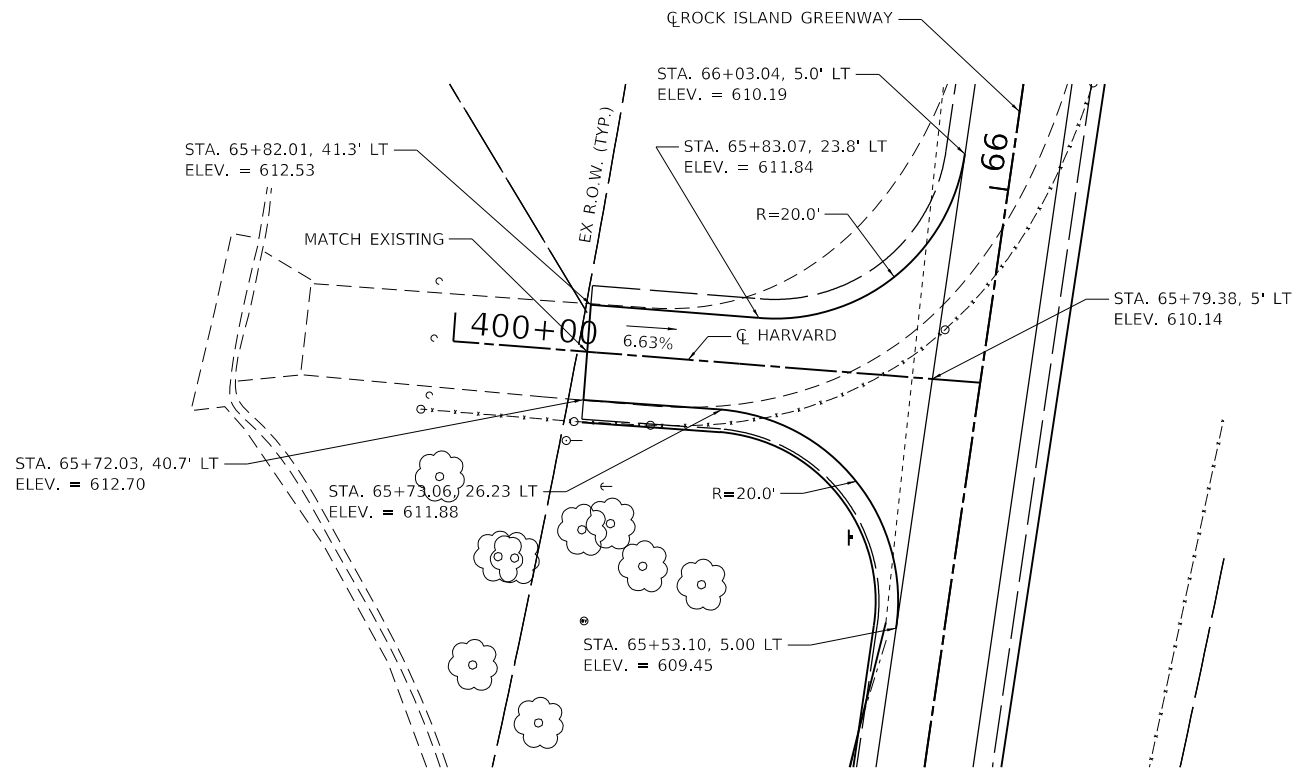 ℄ ROCK ISLAND GREENWAY
STA. 66+03.04, 5.0' LT
ELEV. = 610.19
EX R.O.W. (TYP.)
STA. 65+82.01, 41.3' LT
ELEV. = 612.53
STA. 65+83.07, 23.8' LT
ELEV. = 611.84
66
R=20.0'
MATCH EXISTING
STA. 65+79.38, 5' LT
ELEV. = 610.14
400+00
6.63%
℄ HARVARD
STA. 65+72.03, 40.7' LT
ELEV. = 612.70
STA. 65+73.06, 26.23 LT
ELEV. = 611.88
R=20.0'
STA. 65+53.10, 5.00 LT
ELEV. = 609.45